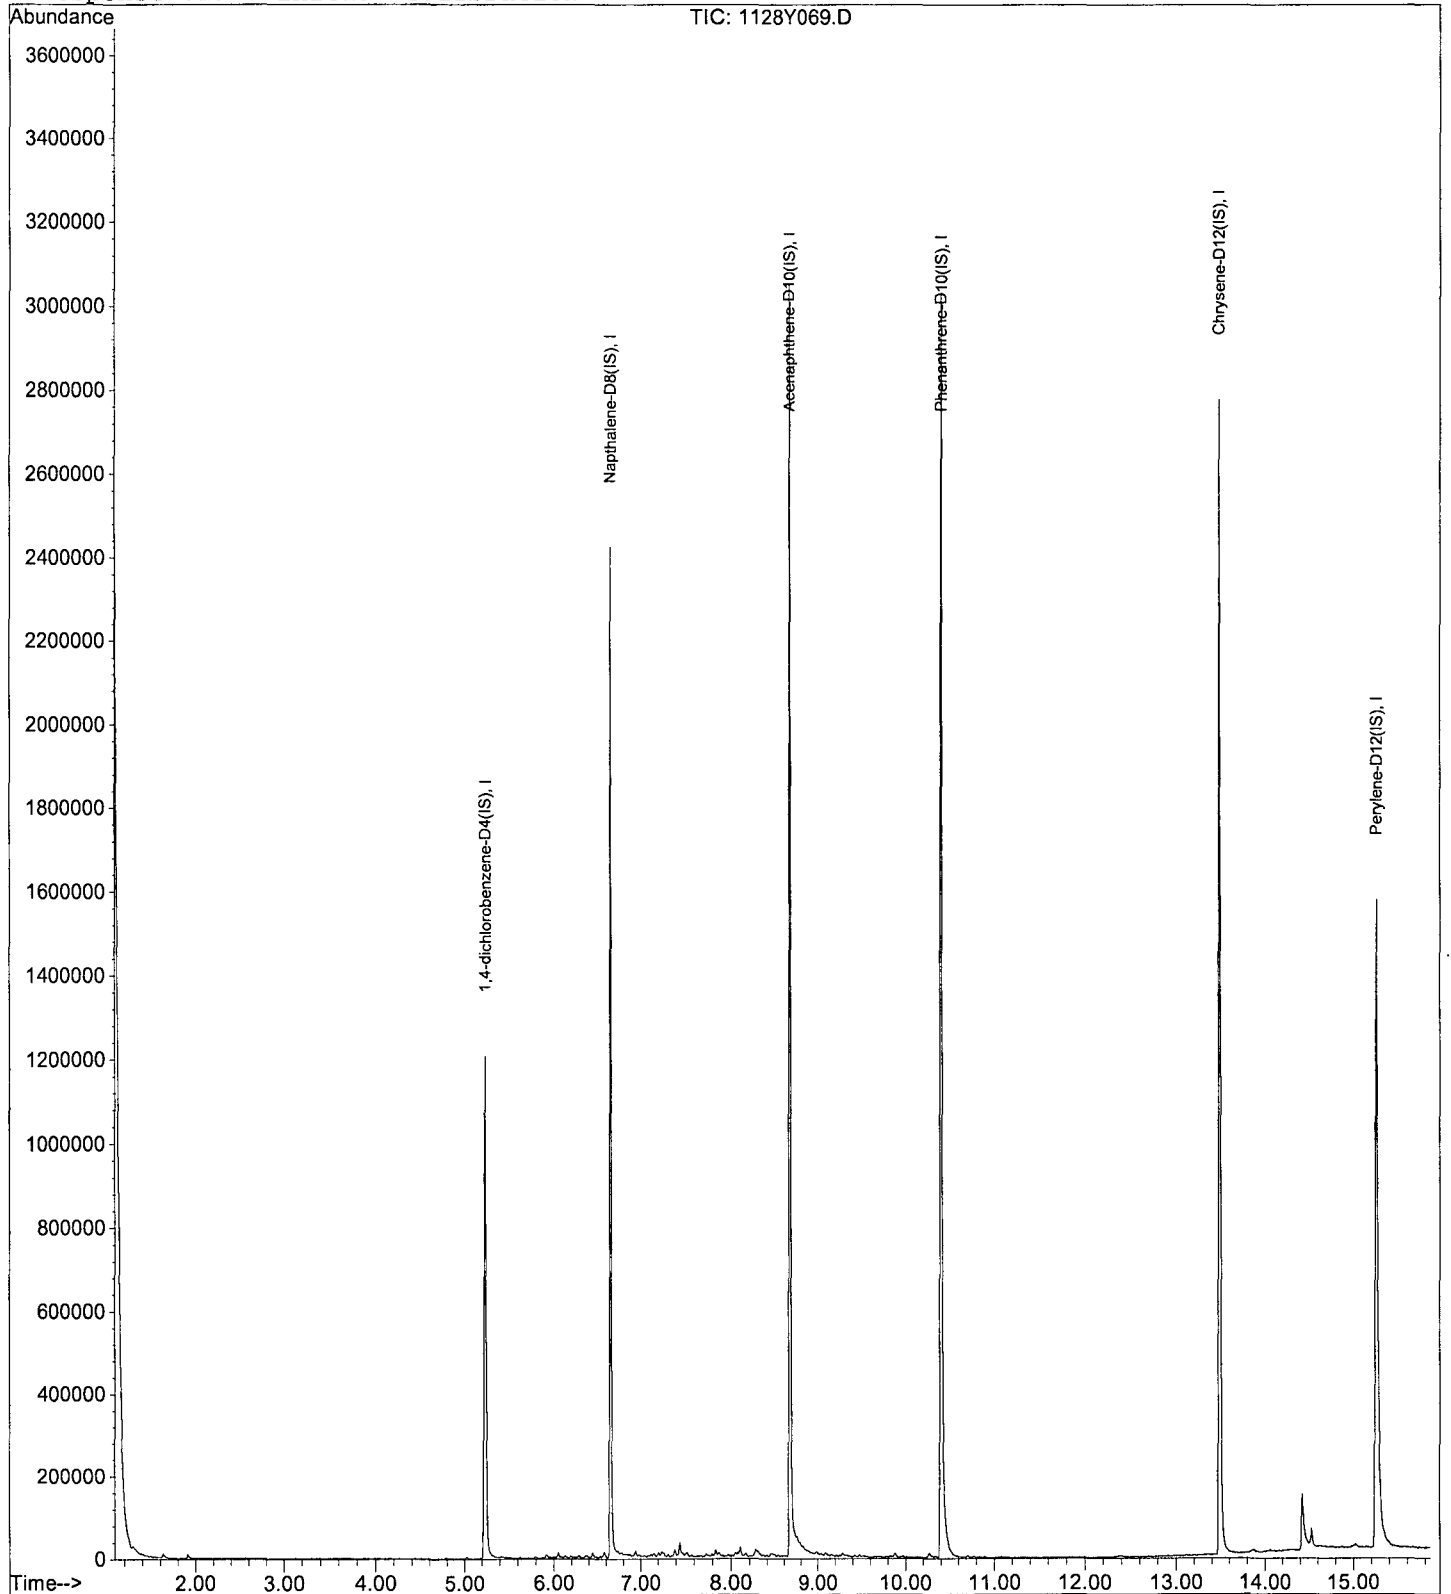 Abundance
TIC: 1128Y069.D
3600000
3400000
3200000
3000000
2800000
2600000
2400000
2200000
2000000
1800000
1600000
1400000
1200000
1000000
800000
600000
400000
200000
0
1,4-dichlorobenzene-D4(IS), I
Napthalene-D8(IS), I
Acenaphthene-D10(IS), I
Phenanthrene-D10(IS), I
Chrysene-D12(IS), I
Perylene-D12(IS), I
Time--> 2.00 3.00 4.00 5.00 6.00 7.00 8.00 9.00 10.00 11.00 12.00 13.00 14.00 15.00